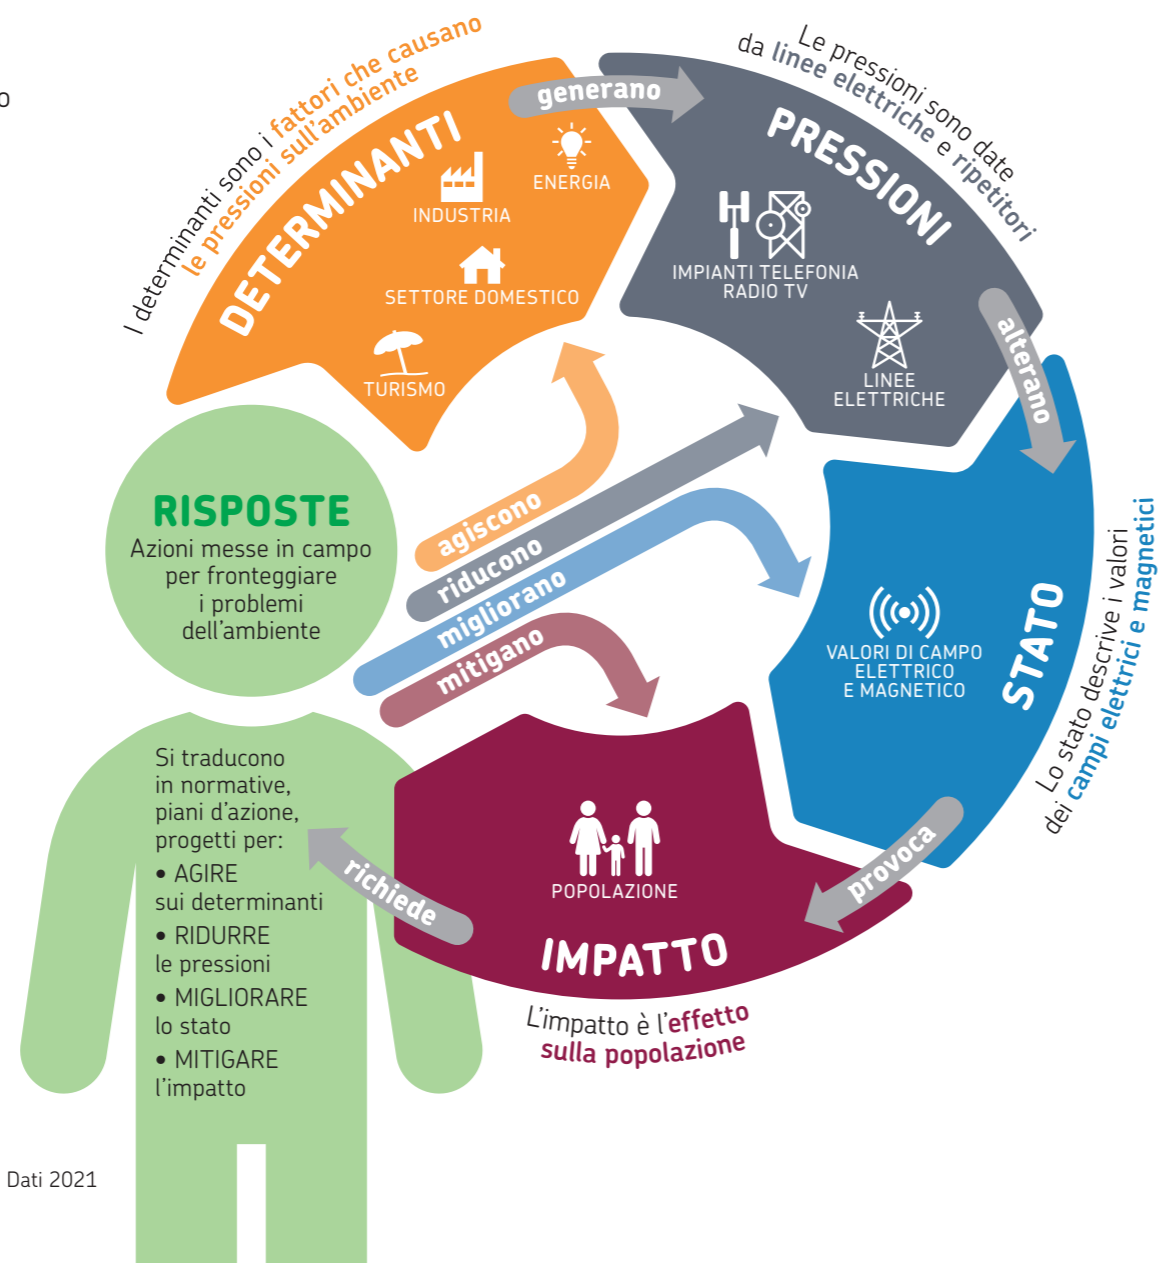 o
I determinanti sono i fattori che causano
le pressioni sull'ambiente
DETERMINANTI
ENERGIA
INDUSTRIA
SETTORE DOMESTICO
TURISMO
generano
Le pressioni sono date
da linee elettriche e ripetitori
PRESSIONI
IMPIANTI TELEFONIA
RADIO TV
LINEE
ELETTRICHE
alterano
STATO
VALORI DI CAMPO
ELETTRICO
E MAGNETICO
Lo stato descrive i valori
dei campi elettrici e magnetici
provoca
POPOLAZIONE
IMPATTO
L'impatto è l'effetto
sulla popolazione
richiede
RISPOSTE
Azioni messe in campo
per fronteggiare
i problemi
dell'ambiente
agiscono
riducono
migliorano
mitigano
Si traducono
in normative,
piani d'azione,
progetti per:
• AGIRE
sui determinanti
• RIDURRE
le pressioni
• MIGLIORARE
lo stato
• MITIGARE
l'impatto
Dati 2021